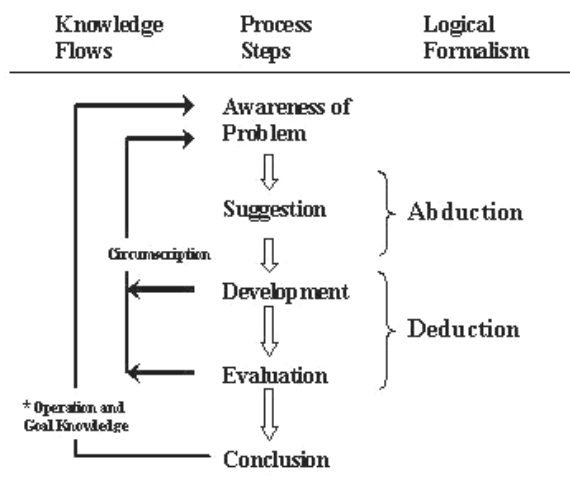 Knowledge Flows
Process Steps
Logical Formalism
Awareness of
Problem
Suggestion
Abduction
Circumscription
Development
Deduction
Evaluation
* Operation and
Goal Knowledge
Conclusion